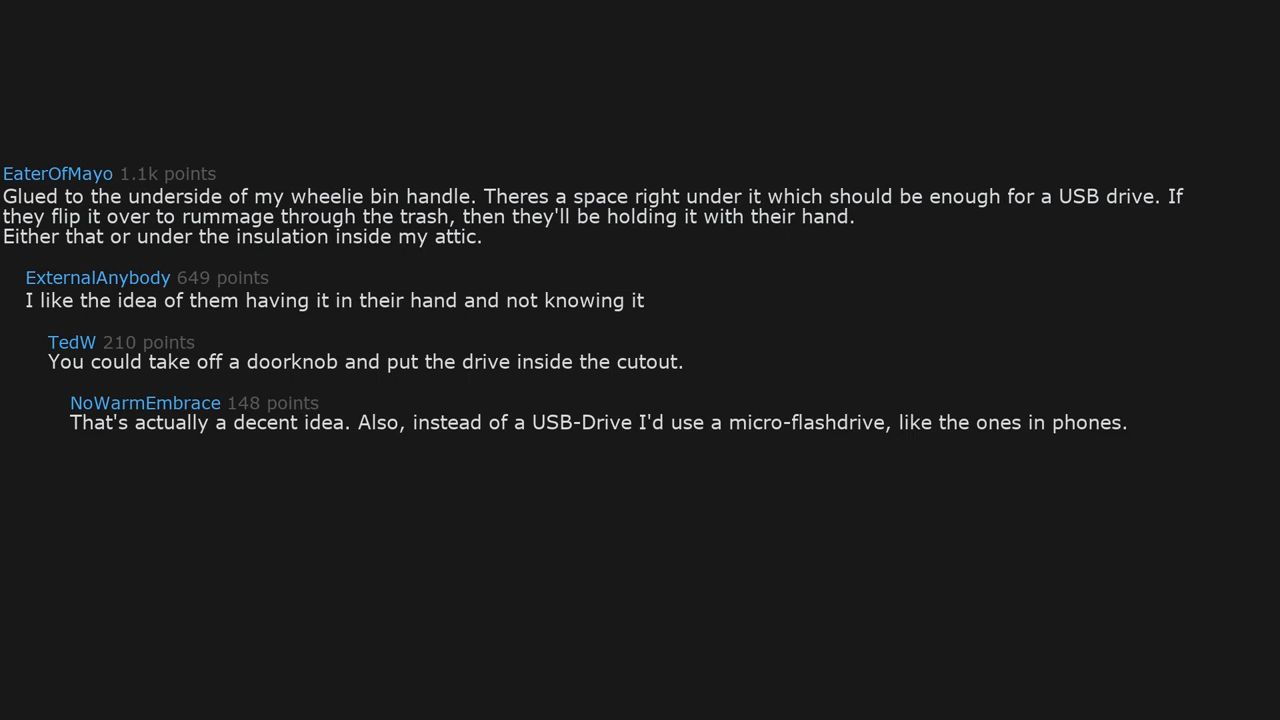 EaterOfMayo 1.1k points
Glued to the underside of my wheelie bin handle. Theres a space right under it which should be enough for a USB drive. If
they flip it over to rummage through the trash, then they'll be holding it with their hand.
Either that or under the insulation inside my attic.
ExternalAnybody 649 points
I like the idea of them having it in their hand and not knowing it
TedW 210 points
You could take off a doorknob and put the drive inside the cutout.
NoWarmEmbrace 148 points
That's actually a decent idea. Also, instead of a USB-Drive I'd use a micro-flashdrive, like the ones in phones.